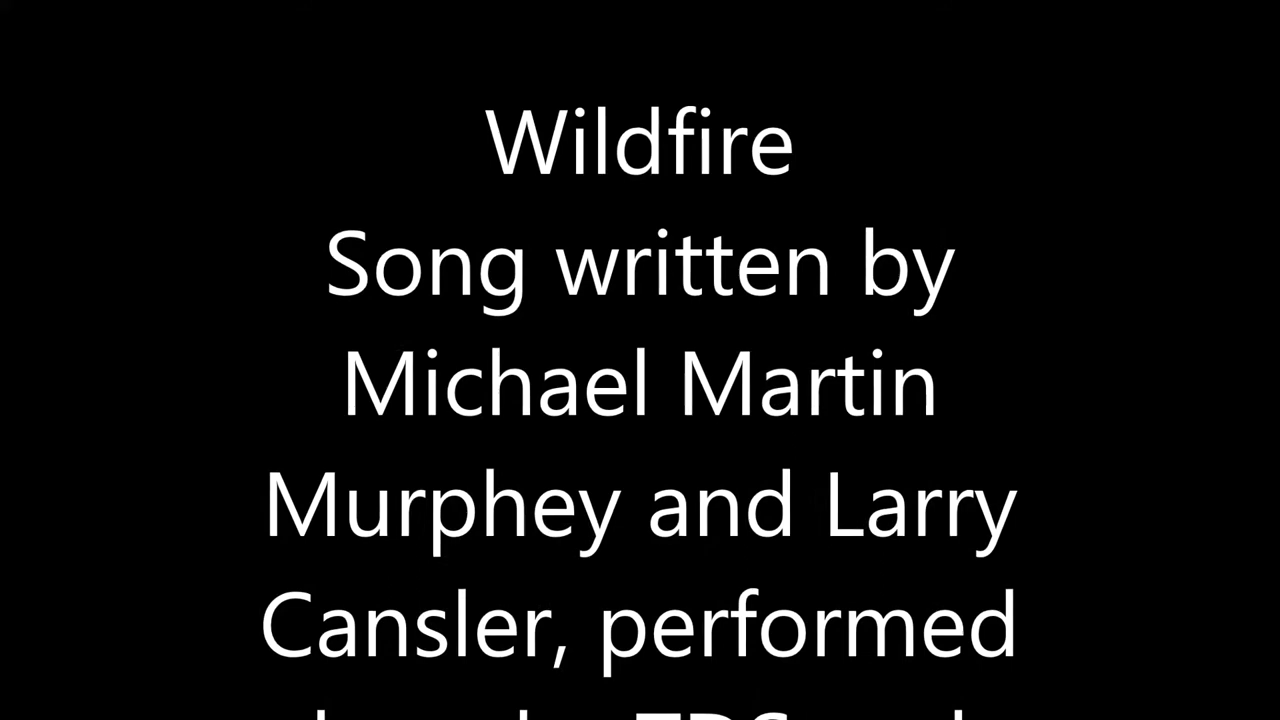 Wildfire
Song written by
Michael Martin
Murphey and Larry
Cansler, performed